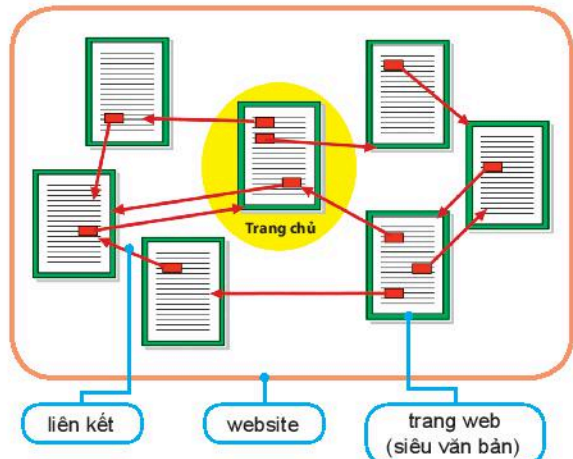 Trang chủ
liên kết
website
trang web
(siêu văn bản)